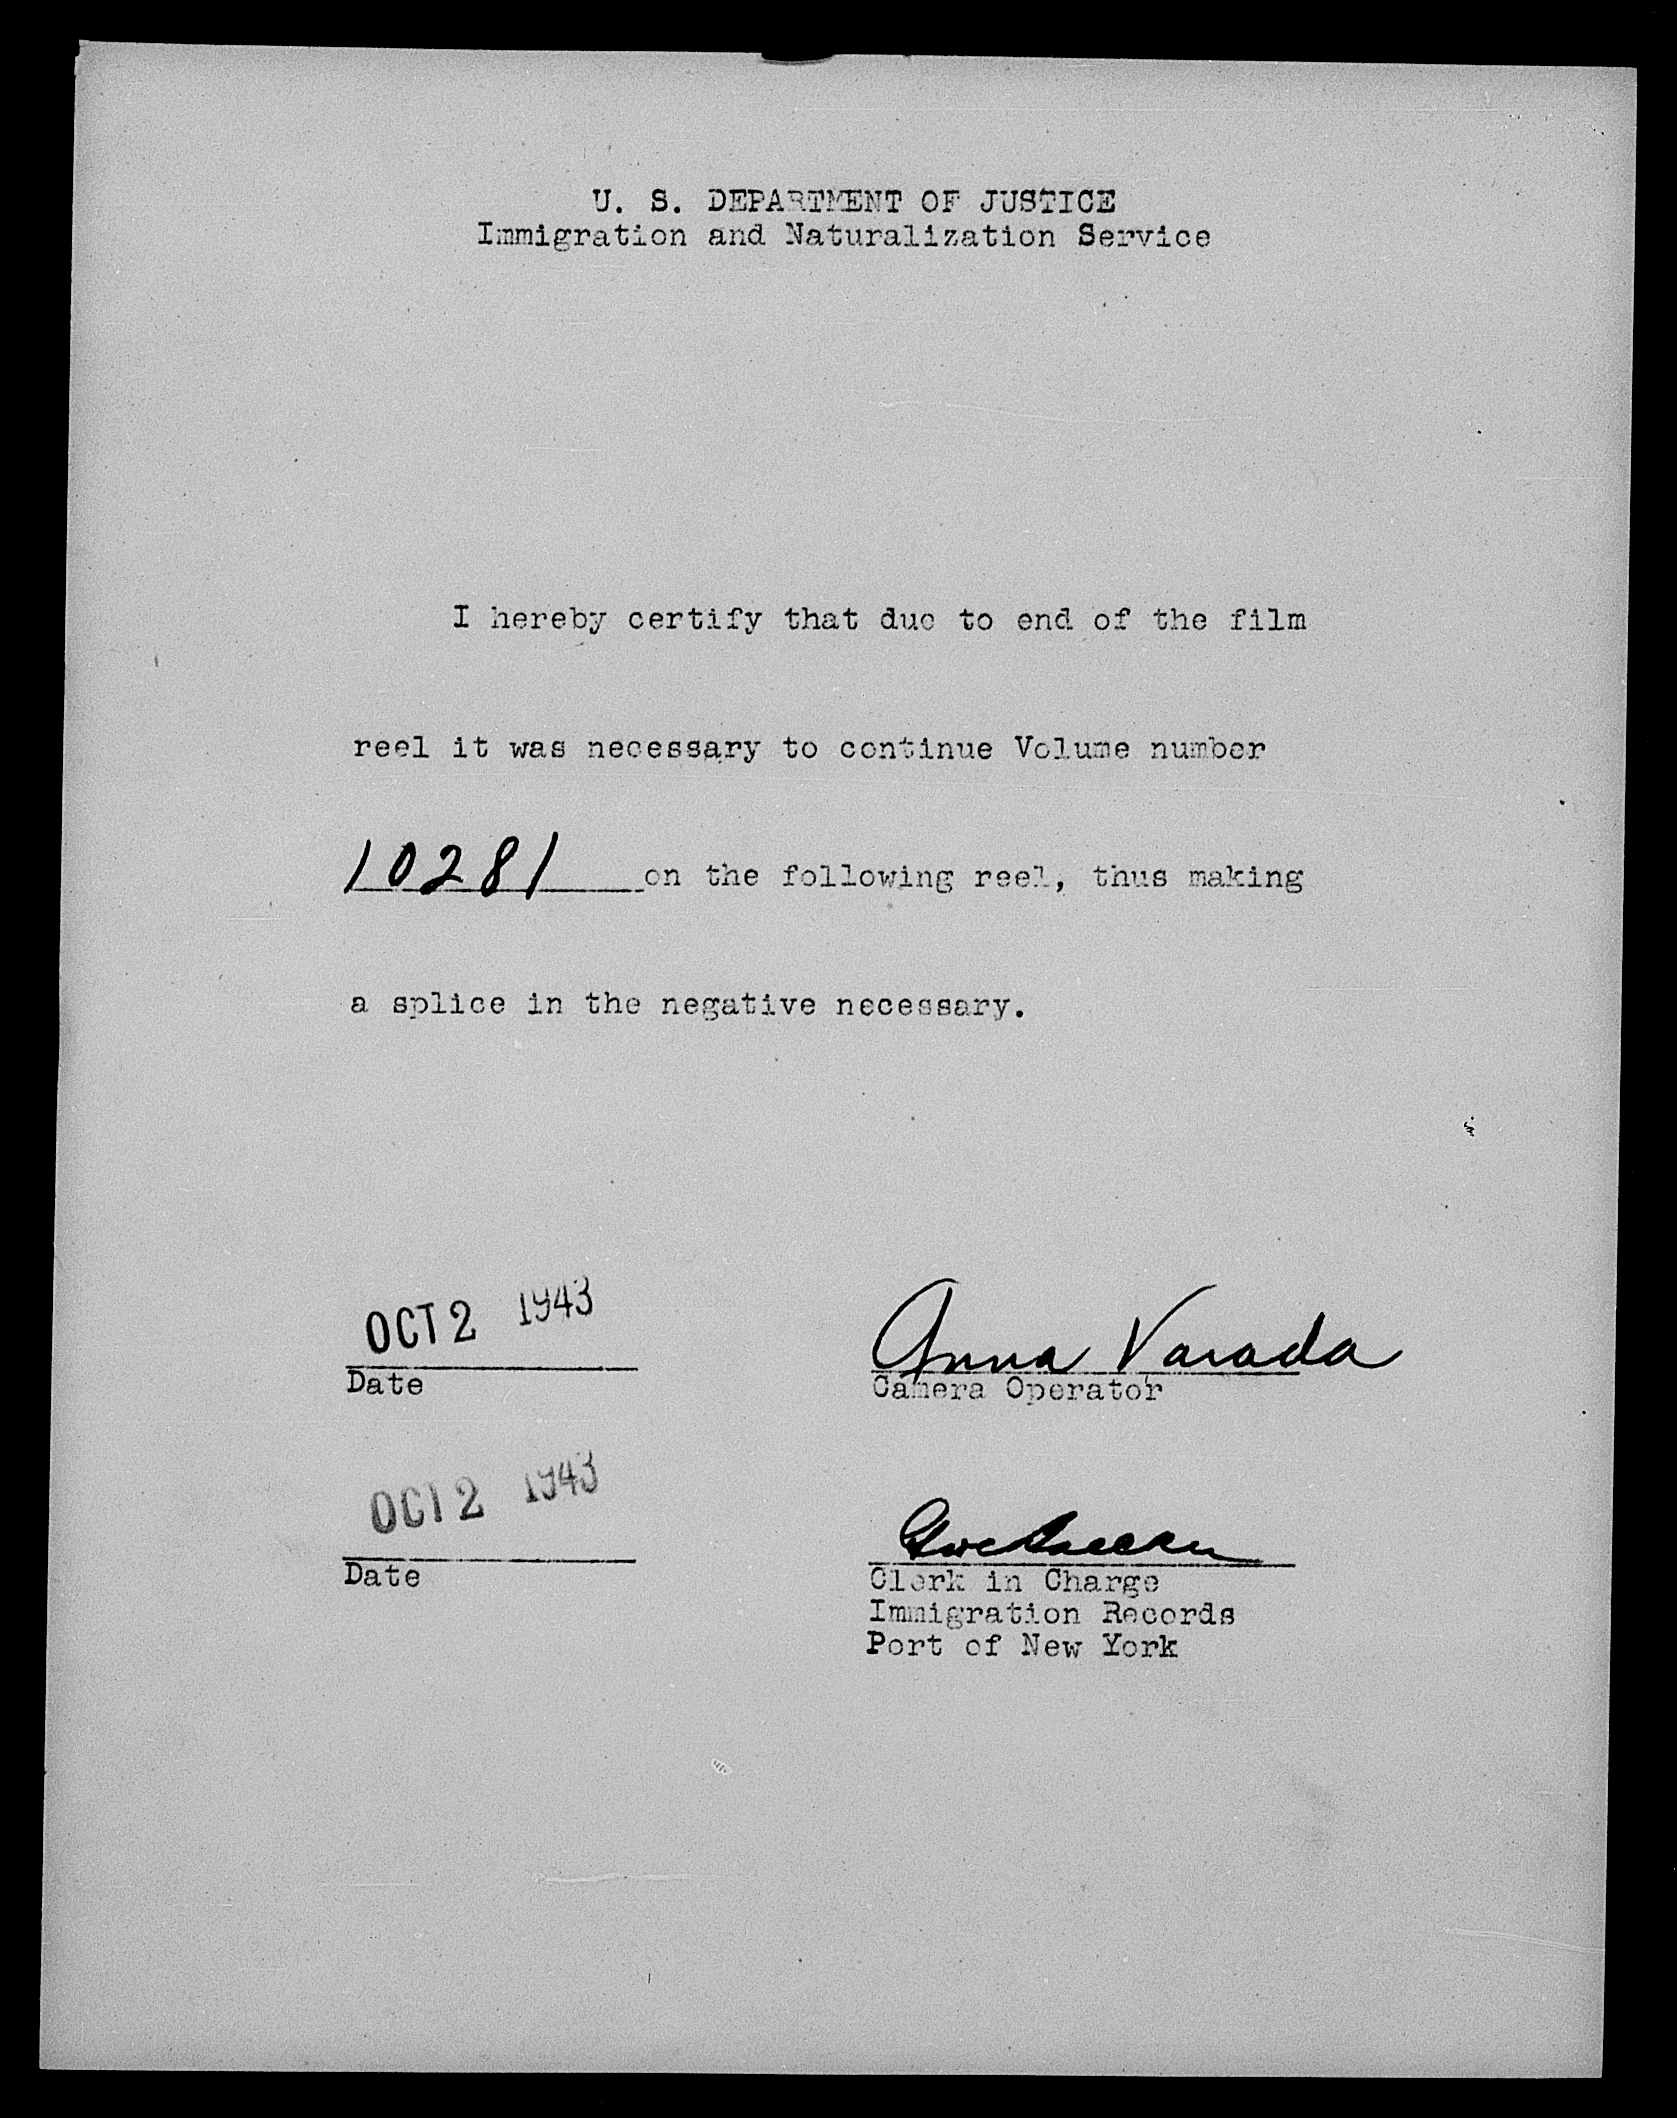 U. S. DEPARTMENT OF JUSTICE
Immigration and Naturalization Service
I hereby certify that due to end of the film
reel it was necessary to continue Volume number
10281 on the following reel, thus making
a splice in the negative necessary.
OCT 2 1943
Anna Varada
Date
Camera Operator
OCT 2 1943
Date
Clerk in Charge
Immigration Records
Port of New York